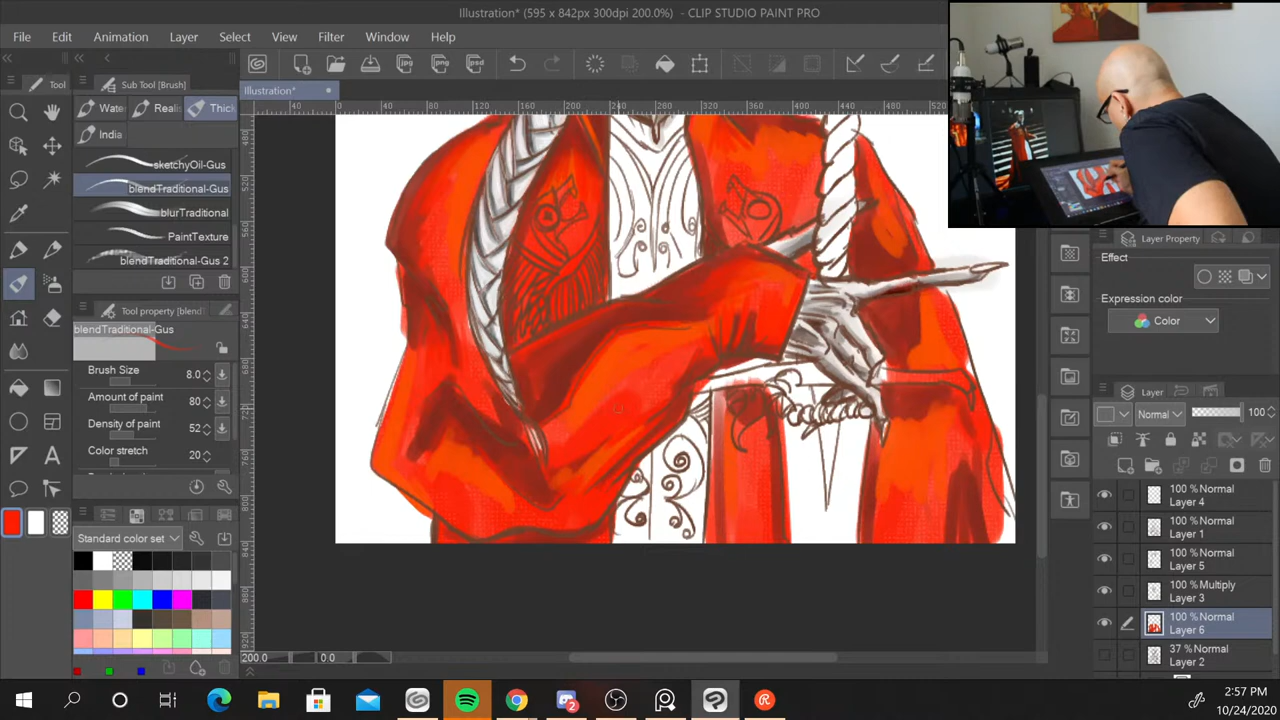 Illustration* (595 x 842px 300dpi 200.0%) - CLIP STUDIO PAINT PRO
File Edit Animation Layer Select View Filter Window Help
Tool
Sub Tool [Brush]
Illustration*
Wate Reali Thick
India
sketchyOil-Gus
blendTraditional-Gus
blurTraditional
PaintTexture
blendTraditional-Gus 2
Tool property [blend
blendTraditional-Gus
Brush Size 8.0
Amount of paint 80
Density of paint 52
Color stretch 20
Standard color set
200.0 0.0
Layer Property
Effect
Expression color
Color
Layer
Normal 100
100 % Normal
Layer 4
100 % Normal
Layer 1
100 % Normal
Layer 5
100 % Multiply
Layer 3
100 % Normal
Layer 6
37 % Normal
Layer 2
2:57 PM
10/24/2020